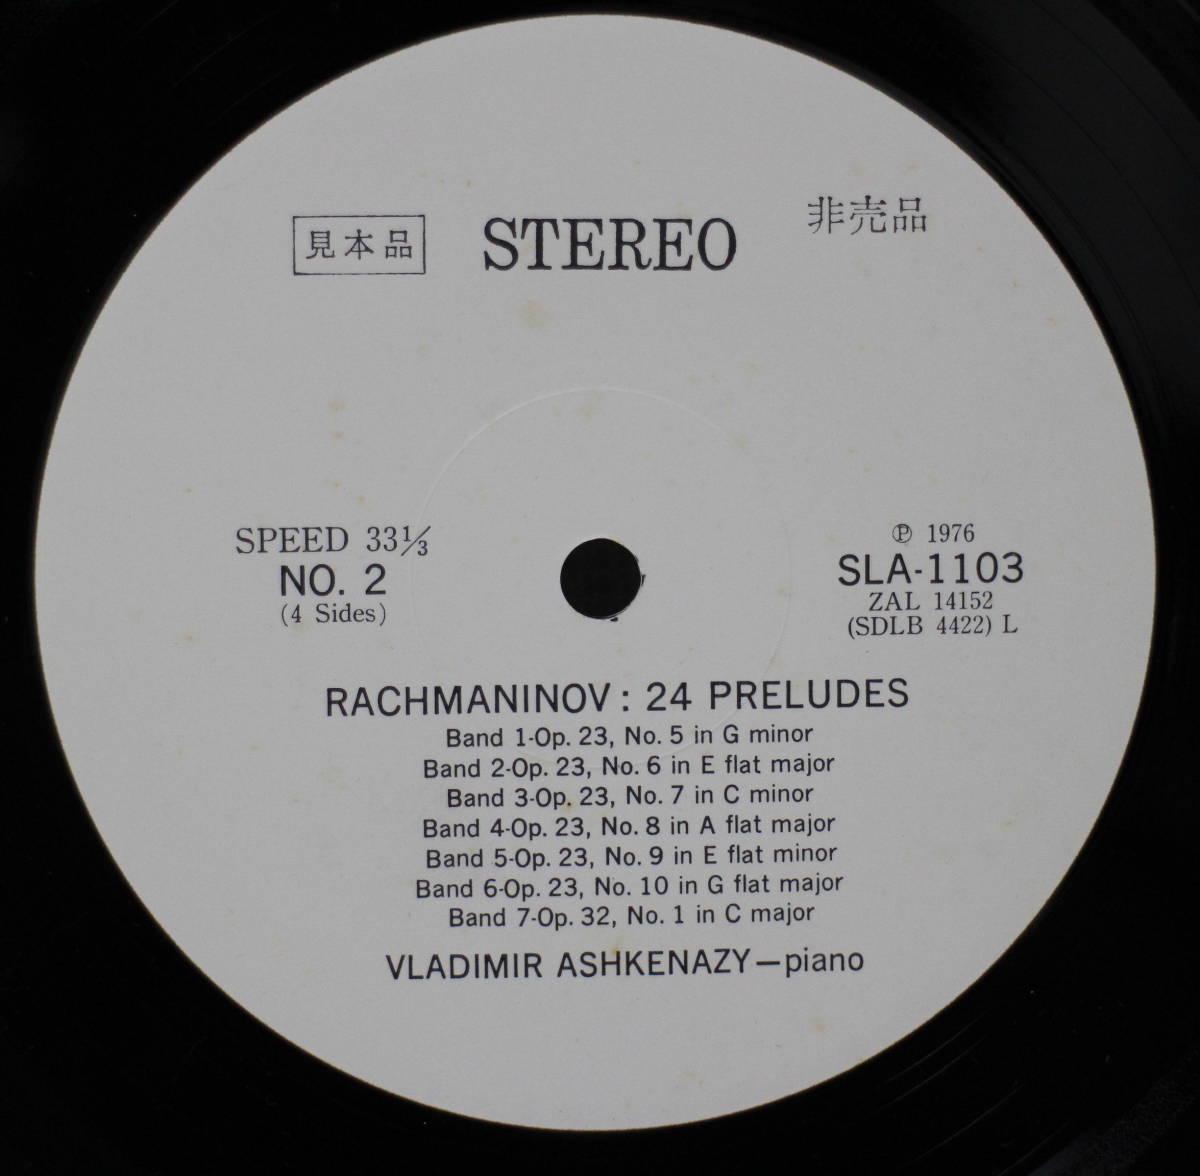 見本品 STEREO 非売品
SPEED 33⅓
NO. 2
(4 Sides)
℗ 1976
SLA-1103
ZAL 14152
(SDLB 4422) L
RACHMANINOV : 24 PRELUDES
Band 1-Op. 23, No. 5 in G minor
Band 2-Op. 23, No. 6 in E flat major
Band 3-Op. 23, No. 7 in C minor
Band 4-Op. 23, No. 8 in A flat major
Band 5-Op. 23, No. 9 in E flat minor
Band 6-Op. 23, No. 10 in G flat major
Band 7-Op. 32, No. 1 in C major
VLADIMIR ASHKENAZY—piano